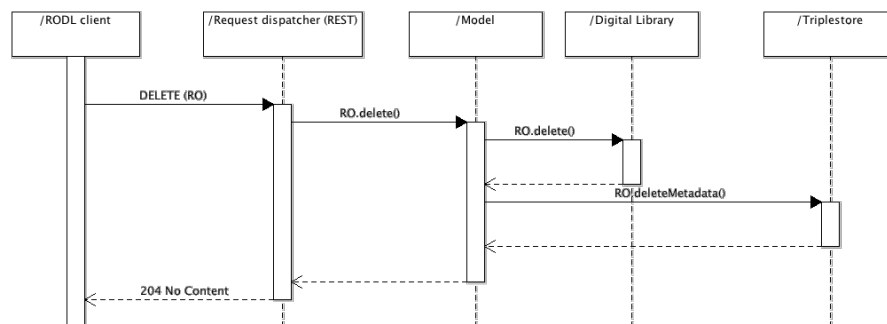 /RODL client
/Request dispatcher (REST)
/Model
/Digital Library
/Triplestore
DELETE (RO)
RO.delete()
RO.delete()
RO.deleteMetadata()
204 No Content